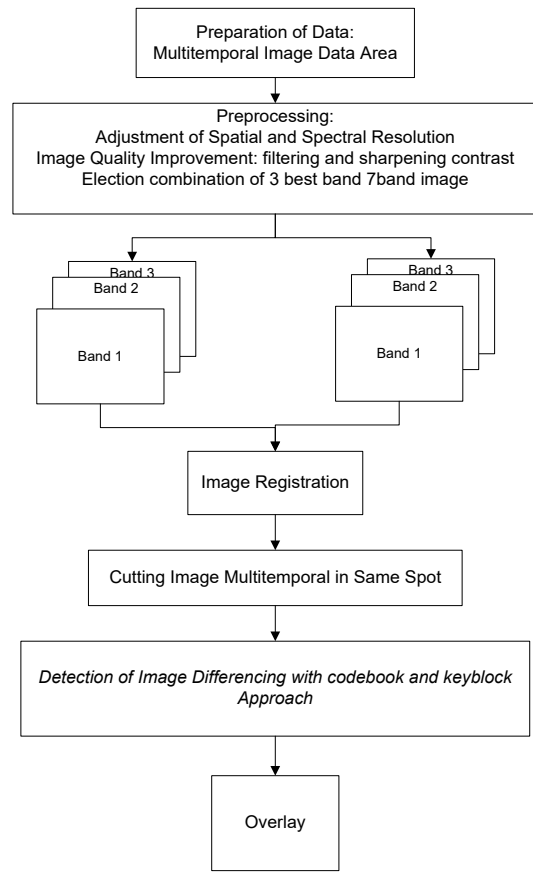 Preparation of Data:
Multitemporal Image Data Area
Preprocessing:
Adjustment of Spatial and Spectral Resolution
Image Quality Improvement: filtering and sharpening contrast
Election combination of 3 best band 7band image
Band 3
Band 2
Band 1
Band 3
Band 2
Band 1
Image Registration
Cutting Image Multitemporal in Same Spot
Detection of Image Differencing with codebook and keyblock
Approach
Overlay